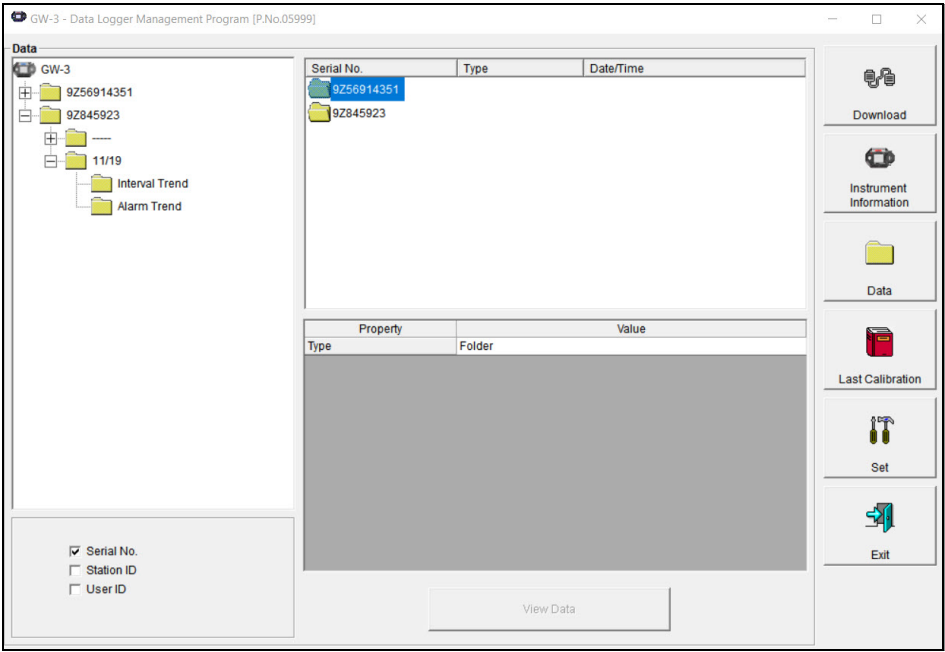 GW-3 - Data Logger Management Program [P.No.05999]
Data
GW-3
9Z56914351
9Z845923
-----
11/19
Interval Trend
Alarm Trend
Serial No. Type Date/Time
9Z56914351
9Z845923
Property Value
Type Folder
Serial No.
Station ID
User ID
View Data
Download
Instrument
Information
Data
Last Calibration
Set
Exit